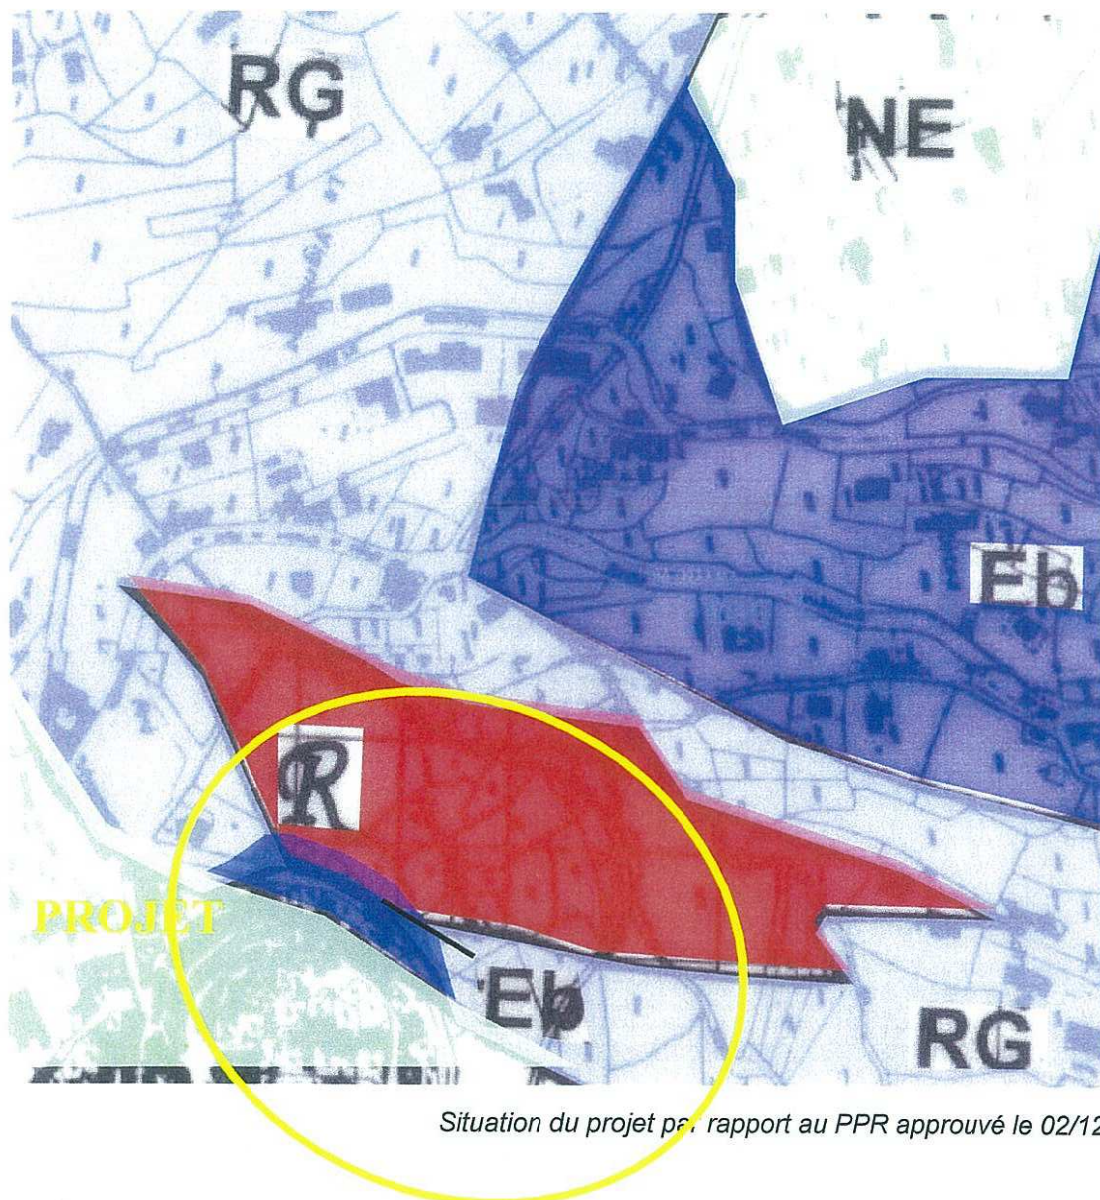 RG
NE
Eb
R
PROJET
Eb
RG
Situation du projet par rapport au PPR approuvé le 02/12